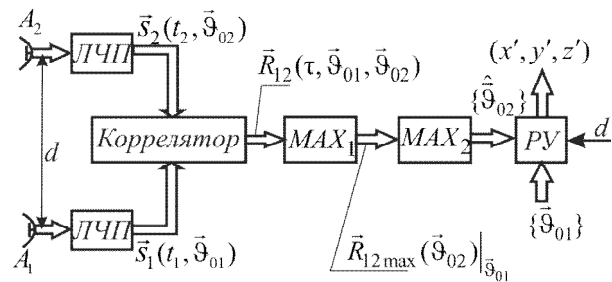 A₂
ЛЧП
s⃗₂(t₂, ϑ⃗₀₂)
R⃗₁₂(τ, ϑ⃗₀₁, ϑ⃗₀₂)
(x′, y′, z′)
{ϑ̂⃗₀₂}
d
Коррелятор
MAX₁
MAX₂
РУ
d
A₁
ЛЧП
s⃗₁(t₁, ϑ⃗₀₁)
R⃗₁₂ max(ϑ⃗₀₂)|ϑ⃗₀₁
{ϑ⃗₀₁}